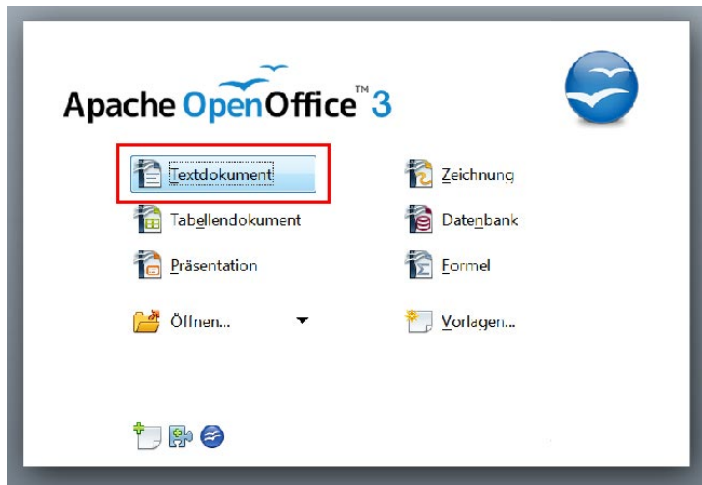 Apache OpenOffice™ 3
Textdokument
Zeichnung
Tabellendokument
Datenbank
Präsentation
Formel
Öffnen...
Vorlagen...